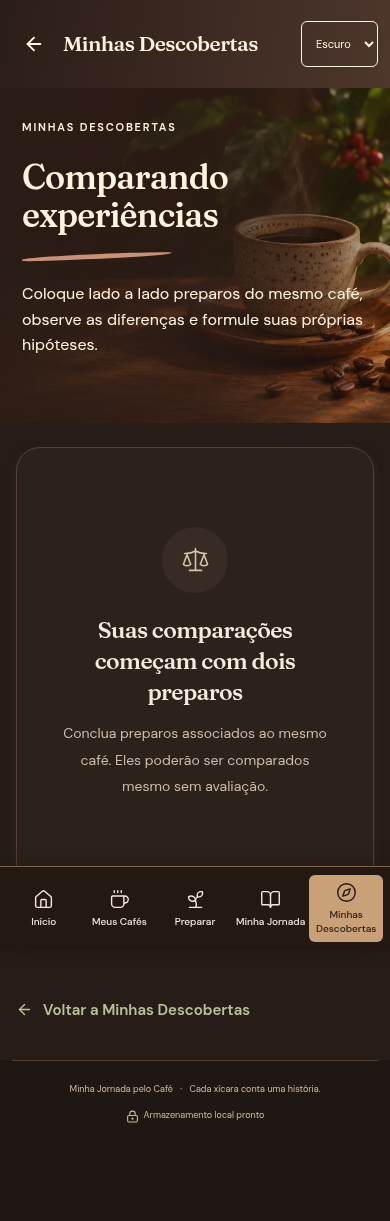 Minhas Descobertas
Escuro
MINHAS DESCOBERTAS
Comparando
experiências
Coloque lado a lado preparos do mesmo café,
observe as diferenças e formule suas próprias
hipóteses.
Suas comparações
começam com dois
preparos
Conclua preparos associados ao mesmo
café. Eles poderão ser comparados
mesmo sem avaliação.
Início
Meus Cafés
Preparar
Minha Jornada
Minhas
Descobertas
Voltar a Minhas Descobertas
Minha Jornada pelo Café · Cada xícara conta uma história.
Armazenamento local pronto